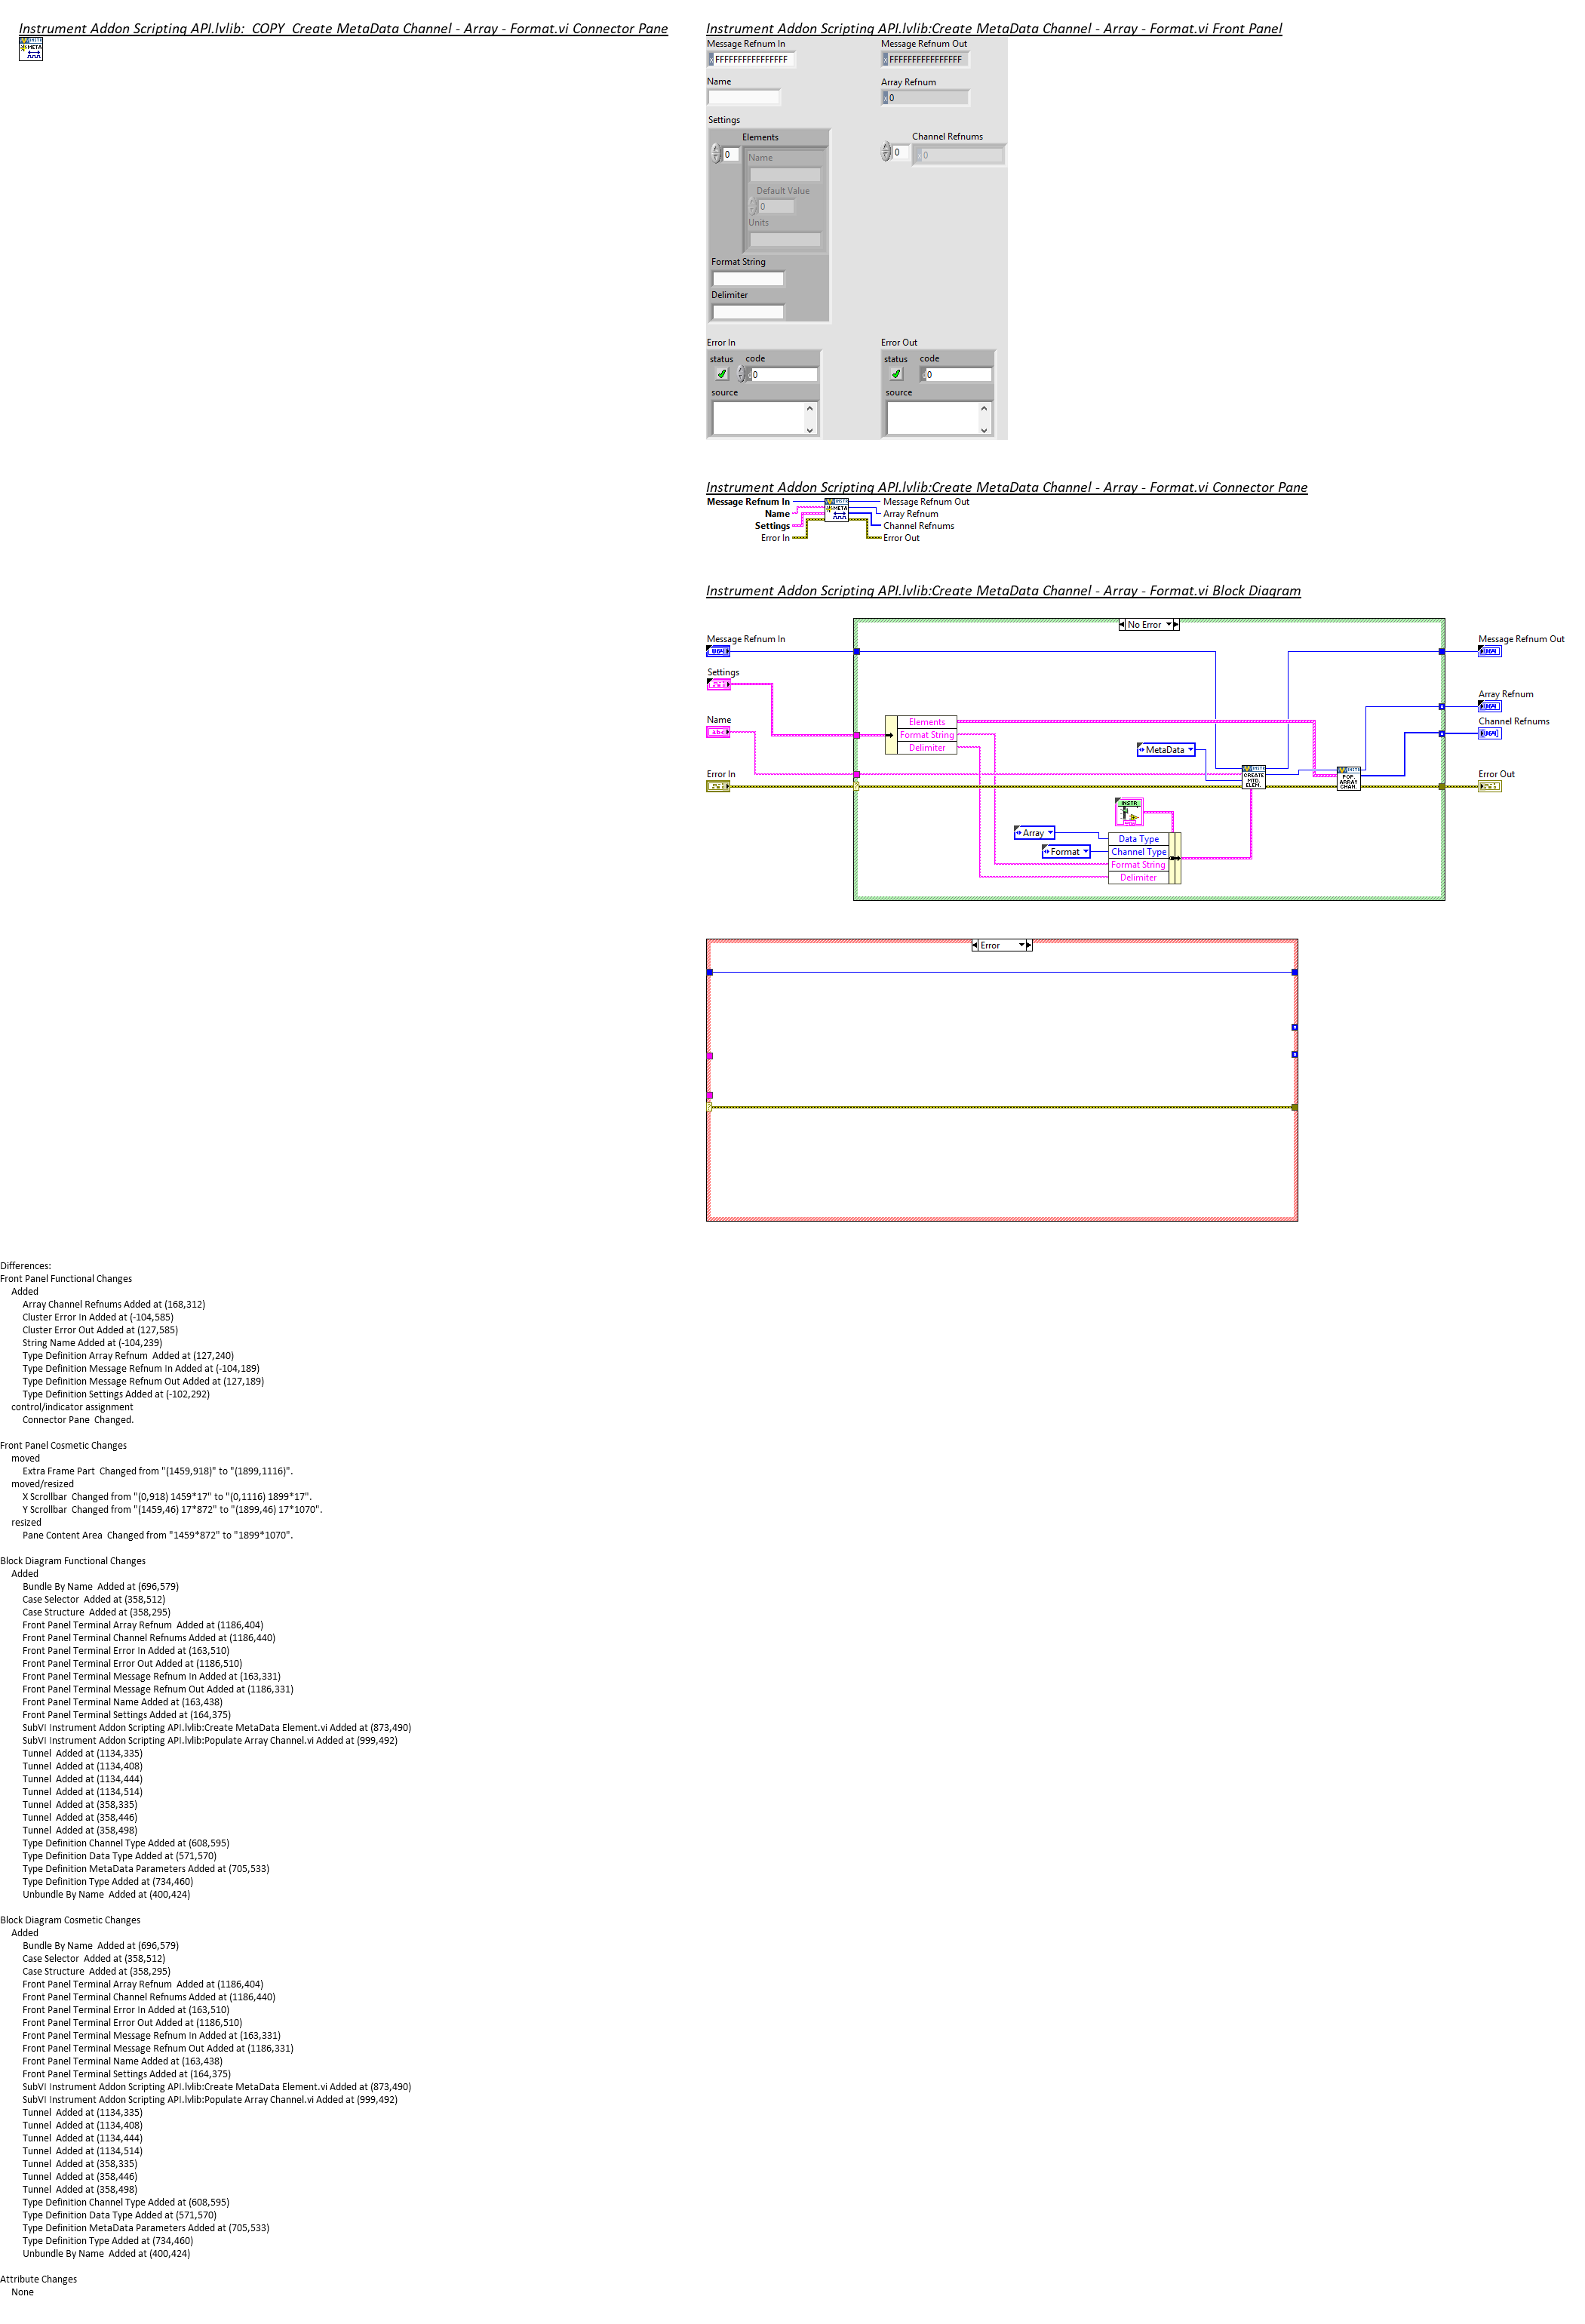 Instrument Addon Scripting API.lvlib:_COPY_Create MetaData Channel - Array - Format.vi Connector Pane
INSTR
META
Instrument Addon Scripting API.lvlib:Create MetaData Channel - Array - Format.vi Front Panel
Message Refnum In
Message Refnum Out
x FFFFFFFFFFFFFFFF
x FFFFFFFFFFFFFFFF
Name
Array Refnum
x 0
Settings
Elements
Channel Refnums
0
Name
0
x 0
Default Value
0
Units
Format String
Delimiter
Error In
Error Out
status code
status code
0
0
source
source
Instrument Addon Scripting API.lvlib:Create MetaData Channel - Array - Format.vi Connector Pane
Message Refnum In
Message Refnum Out
Name
Array Refnum
Settings
Channel Refnums
Error In
Error Out
INSTR
META
Instrument Addon Scripting API.lvlib:Create MetaData Channel - Array - Format.vi Block Diagram
No Error
Message Refnum In
Message Refnum Out
U64
U64
Settings
Array Refnum
U64
Name
Elements
Channel Refnums
abc
Format String
U64
Delimiter
MetaData
Error In
INSTR
CREATE
MTD.
ELEM.
INSTR
POP.
ARRAY
CHAN.
Error Out
INSTR
Array
Data Type
Format
Channel Type
Format String
Delimiter
Error
Differences:
Front Panel Functional Changes
Added
Array Channel Refnums Added at (168,312)
Cluster Error In Added at (-104,585)
Cluster Error Out Added at (127,585)
String Name Added at (-104,239)
Type Definition Array Refnum  Added at (127,240)
Type Definition Message Refnum In Added at (-104,189)
Type Definition Message Refnum Out Added at (127,189)
Type Definition Settings Added at (-102,292)
control/indicator assignment
Connector Pane  Changed.
Front Panel Cosmetic Changes
moved
Extra Frame Part  Changed from "(1459,918)" to "(1899,1116)".
moved/resized
X Scrollbar  Changed from "(0,918) 1459*17" to "(0,1116) 1899*17".
Y Scrollbar  Changed from "(1459,46) 17*872" to "(1899,46) 17*1070".
resized
Pane Content Area  Changed from "1459*872" to "1899*1070".
Block Diagram Functional Changes
Added
Bundle By Name  Added at (696,579)
Case Selector  Added at (358,512)
Case Structure  Added at (358,295)
Front Panel Terminal Array Refnum  Added at (1186,404)
Front Panel Terminal Channel Refnums Added at (1186,440)
Front Panel Terminal Error In Added at (163,510)
Front Panel Terminal Error Out Added at (1186,510)
Front Panel Terminal Message Refnum In Added at (163,331)
Front Panel Terminal Message Refnum Out Added at (1186,331)
Front Panel Terminal Name Added at (163,438)
Front Panel Terminal Settings Added at (164,375)
SubVI Instrument Addon Scripting API.lvlib:Create MetaData Element.vi Added at (873,490)
SubVI Instrument Addon Scripting API.lvlib:Populate Array Channel.vi Added at (999,492)
Tunnel  Added at (1134,335)
Tunnel  Added at (1134,408)
Tunnel  Added at (1134,444)
Tunnel  Added at (1134,514)
Tunnel  Added at (358,335)
Tunnel  Added at (358,446)
Tunnel  Added at (358,498)
Type Definition Channel Type Added at (608,595)
Type Definition Data Type Added at (571,570)
Type Definition MetaData Parameters Added at (705,533)
Type Definition Type Added at (734,460)
Unbundle By Name  Added at (400,424)
Block Diagram Cosmetic Changes
Added
Bundle By Name  Added at (696,579)
Case Selector  Added at (358,512)
Case Structure  Added at (358,295)
Front Panel Terminal Array Refnum  Added at (1186,404)
Front Panel Terminal Channel Refnums Added at (1186,440)
Front Panel Terminal Error In Added at (163,510)
Front Panel Terminal Error Out Added at (1186,510)
Front Panel Terminal Message Refnum In Added at (163,331)
Front Panel Terminal Message Refnum Out Added at (1186,331)
Front Panel Terminal Name Added at (163,438)
Front Panel Terminal Settings Added at (164,375)
SubVI Instrument Addon Scripting API.lvlib:Create MetaData Element.vi Added at (873,490)
SubVI Instrument Addon Scripting API.lvlib:Populate Array Channel.vi Added at (999,492)
Tunnel  Added at (1134,335)
Tunnel  Added at (1134,408)
Tunnel  Added at (1134,444)
Tunnel  Added at (1134,514)
Tunnel  Added at (358,335)
Tunnel  Added at (358,446)
Tunnel  Added at (358,498)
Type Definition Channel Type Added at (608,595)
Type Definition Data Type Added at (571,570)
Type Definition MetaData Parameters Added at (705,533)
Type Definition Type Added at (734,460)
Unbundle By Name  Added at (400,424)
Attribute Changes
None